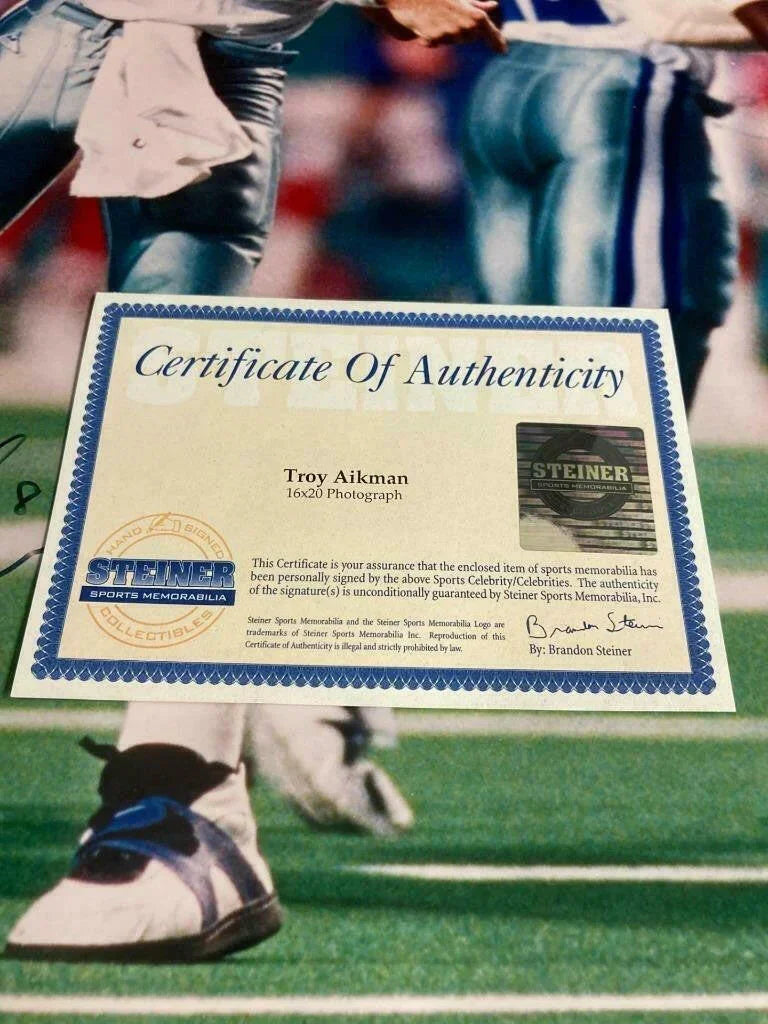 STEINER
Certificate Of Authenticity
STEINER
SPORTS MEMORABILIA
Troy Aikman
16x20 Photograph
8
HAND SIGNED
STEINER
SPORTS MEMORABILIA
COLLECTIBLES
This Certificate is your assurance that the enclosed item of sports memorabilia has
been personally signed by the above Sports Celebrity/Celebrities. The authenticity
of the signature(s) is unconditionally guaranteed by Steiner Sports Memorabilia, Inc.
Steiner Sports Memorabilia and the Steiner Sports Memorabilia Logo are
trademarks of Steiner Sports Memorabilia Inc. Reproduction of this
Certificate of Authenticity is illegal and strictly prohibited by law.
Brandon Steiner
By: Brandon Steiner